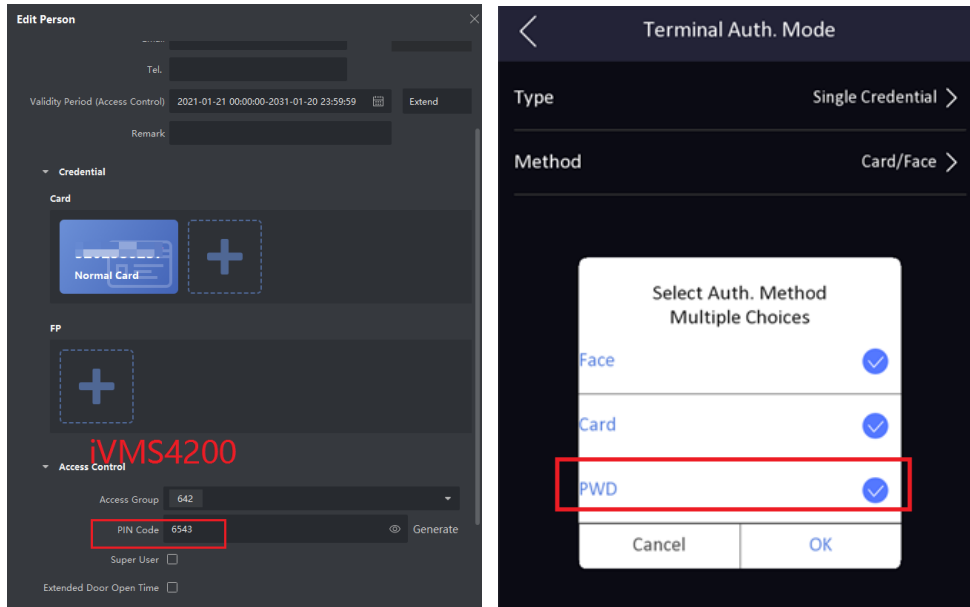 Edit Person
Tel.
Validity Period (Access Control) 2021-01-21 00:00:00-2031-01-20 23:59:59 Extend
Remark
Credential
Card
Normal Card
FP
iVMS4200
Access Control
Access Group 642
PIN Code 6543 Generate
Super User
Extended Door Open Time
Terminal Auth. Mode
Type Single Credential
Method Card/Face
Select Auth. Method
Multiple Choices
Face
Card
PWD
Cancel OK